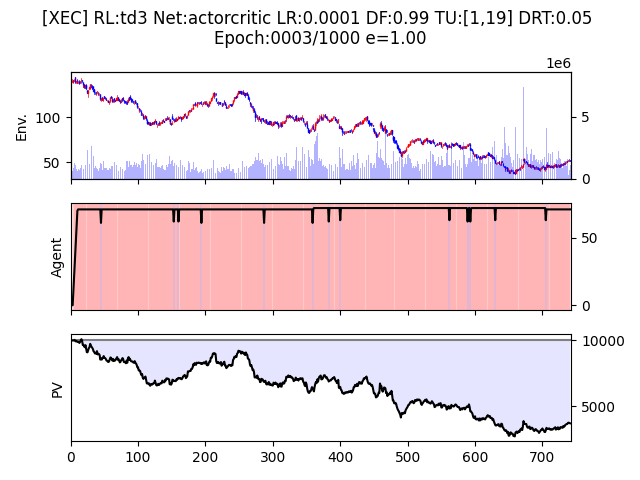 [XEC] RL:td3 Net:actorcritic LR:0.0001 DF:0.99 TU:[1,19] DRT:0.05
Epoch:0003/1000 e=1.00
1e6
Env.
100
50
5
0
Agent
50
0
PV
10000
5000
0 100 200 300 400 500 600 700